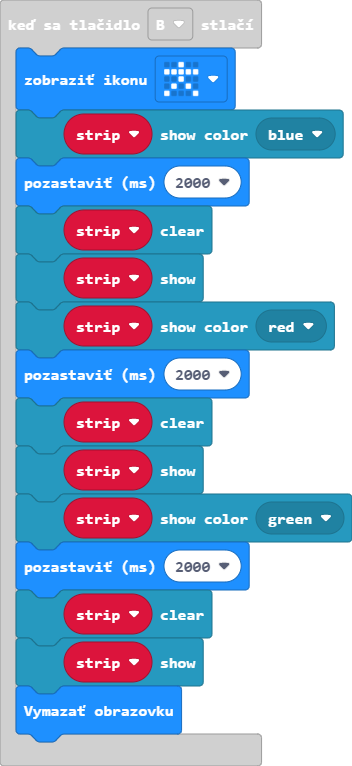 keď sa tlačidlo B stlačí
zobraziť ikonu
strip show color blue
pozastaviť (ms) 2000
strip clear
strip show
strip show color red
pozastaviť (ms) 2000
strip clear
strip show
strip show color green
pozastaviť (ms) 2000
strip clear
strip show
Vymazať obrazovku